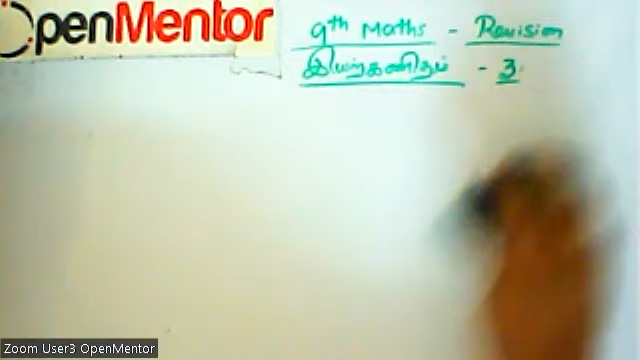 OpenMentor
9th Maths - Revision
இயற்கணிதம் - 3
Zoom User3 OpenMentor